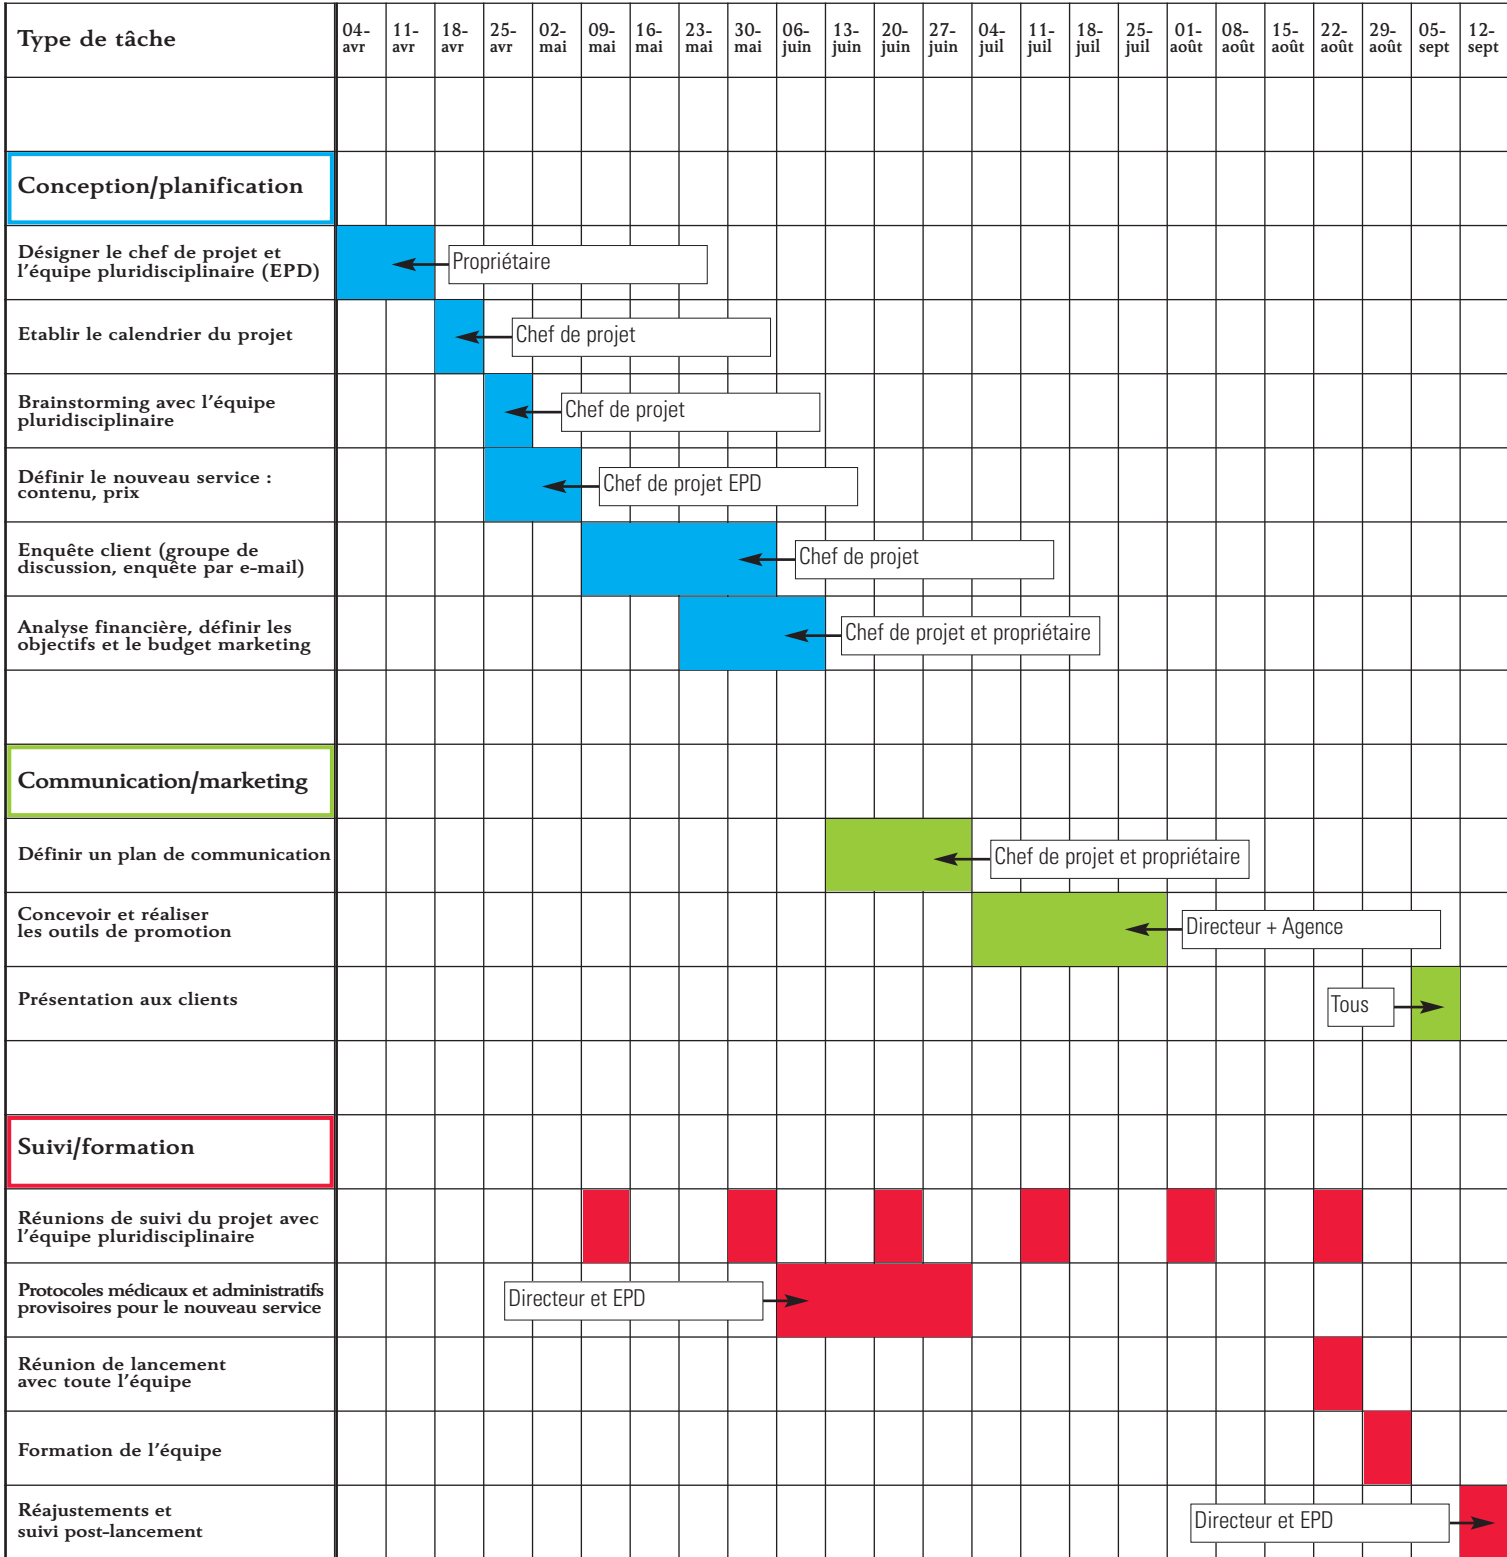 Type de tâche
04-avr 11-avr 18-avr 25-avr 02-mai 09-mai 16-mai 23-mai 30-mai 06-juin 13-juin 20-juin 27-juin 04-juil 11-juil 18-juil 25-juil 01-août 08-août 15-août 22-août 29-août 05-sept 12-sept
Conception/planification
Désigner le chef de projet et
l'équipe pluridisciplinaire (EPD)
Propriétaire
Etablir le calendrier du projet
Chef de projet
Brainstorming avec l'équipe
pluridisciplinaire
Chef de projet
Définir le nouveau service :
contenu, prix
Chef de projet EPD
Enquête client (groupe de
discussion, enquête par e-mail)
Chef de projet
Analyse financière, définir les
objectifs et le budget marketing
Chef de projet et propriétaire
Communication/marketing
Définir un plan de communication
Chef de projet et propriétaire
Concevoir et réaliser
les outils de promotion
Directeur + Agence
Présentation aux clients
Tous
Suivi/formation
Réunions de suivi du projet avec
l'équipe pluridisciplinaire
Protocoles médicaux et administratifs
provisoires pour le nouveau service
Directeur et EPD
Réunion de lancement
avec toute l'équipe
Formation de l'équipe
Réajustements et
suivi post-lancement
Directeur et EPD